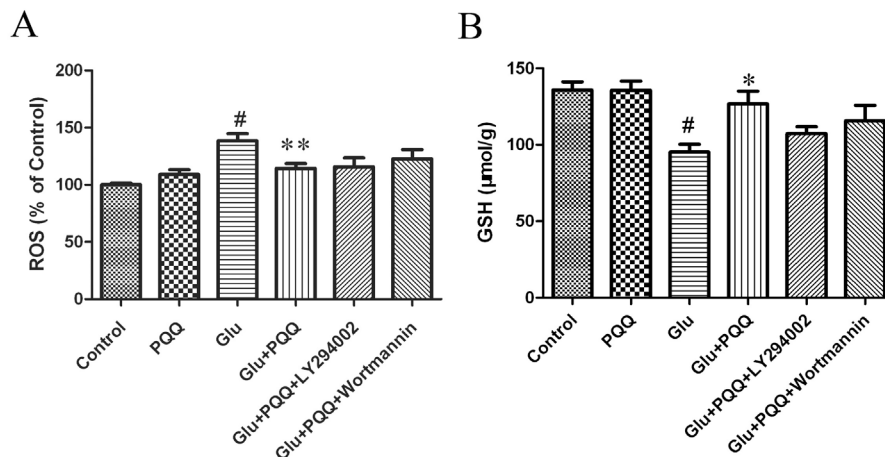 A
ROS (% of Control)
200
150
100
50
0
#
**
Control
PQQ
Glu
Glu+PQQ
Glu+PQQ+LY294002
Glu+PQQ+Wortmannin
B
GSH (μmol/g)
150
100
50
0
#
*
Control
PQQ
Glu
Glu+PQQ
Glu+PQQ+LY294002
Glu+PQQ+Wortmannin